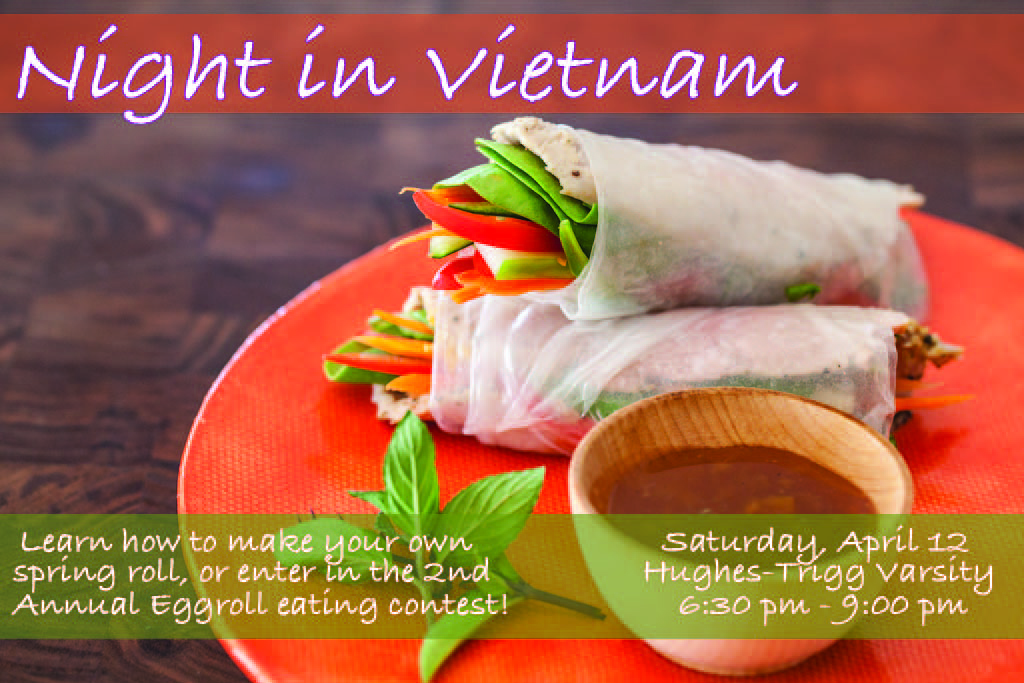 Night in Vietnam
Learn how to make your own
spring roll, or enter in the 2nd
Annual Eggroll eating contest!
Saturday, April 12
Hughes-Trigg Varsity
6:30 pm - 9:00 pm